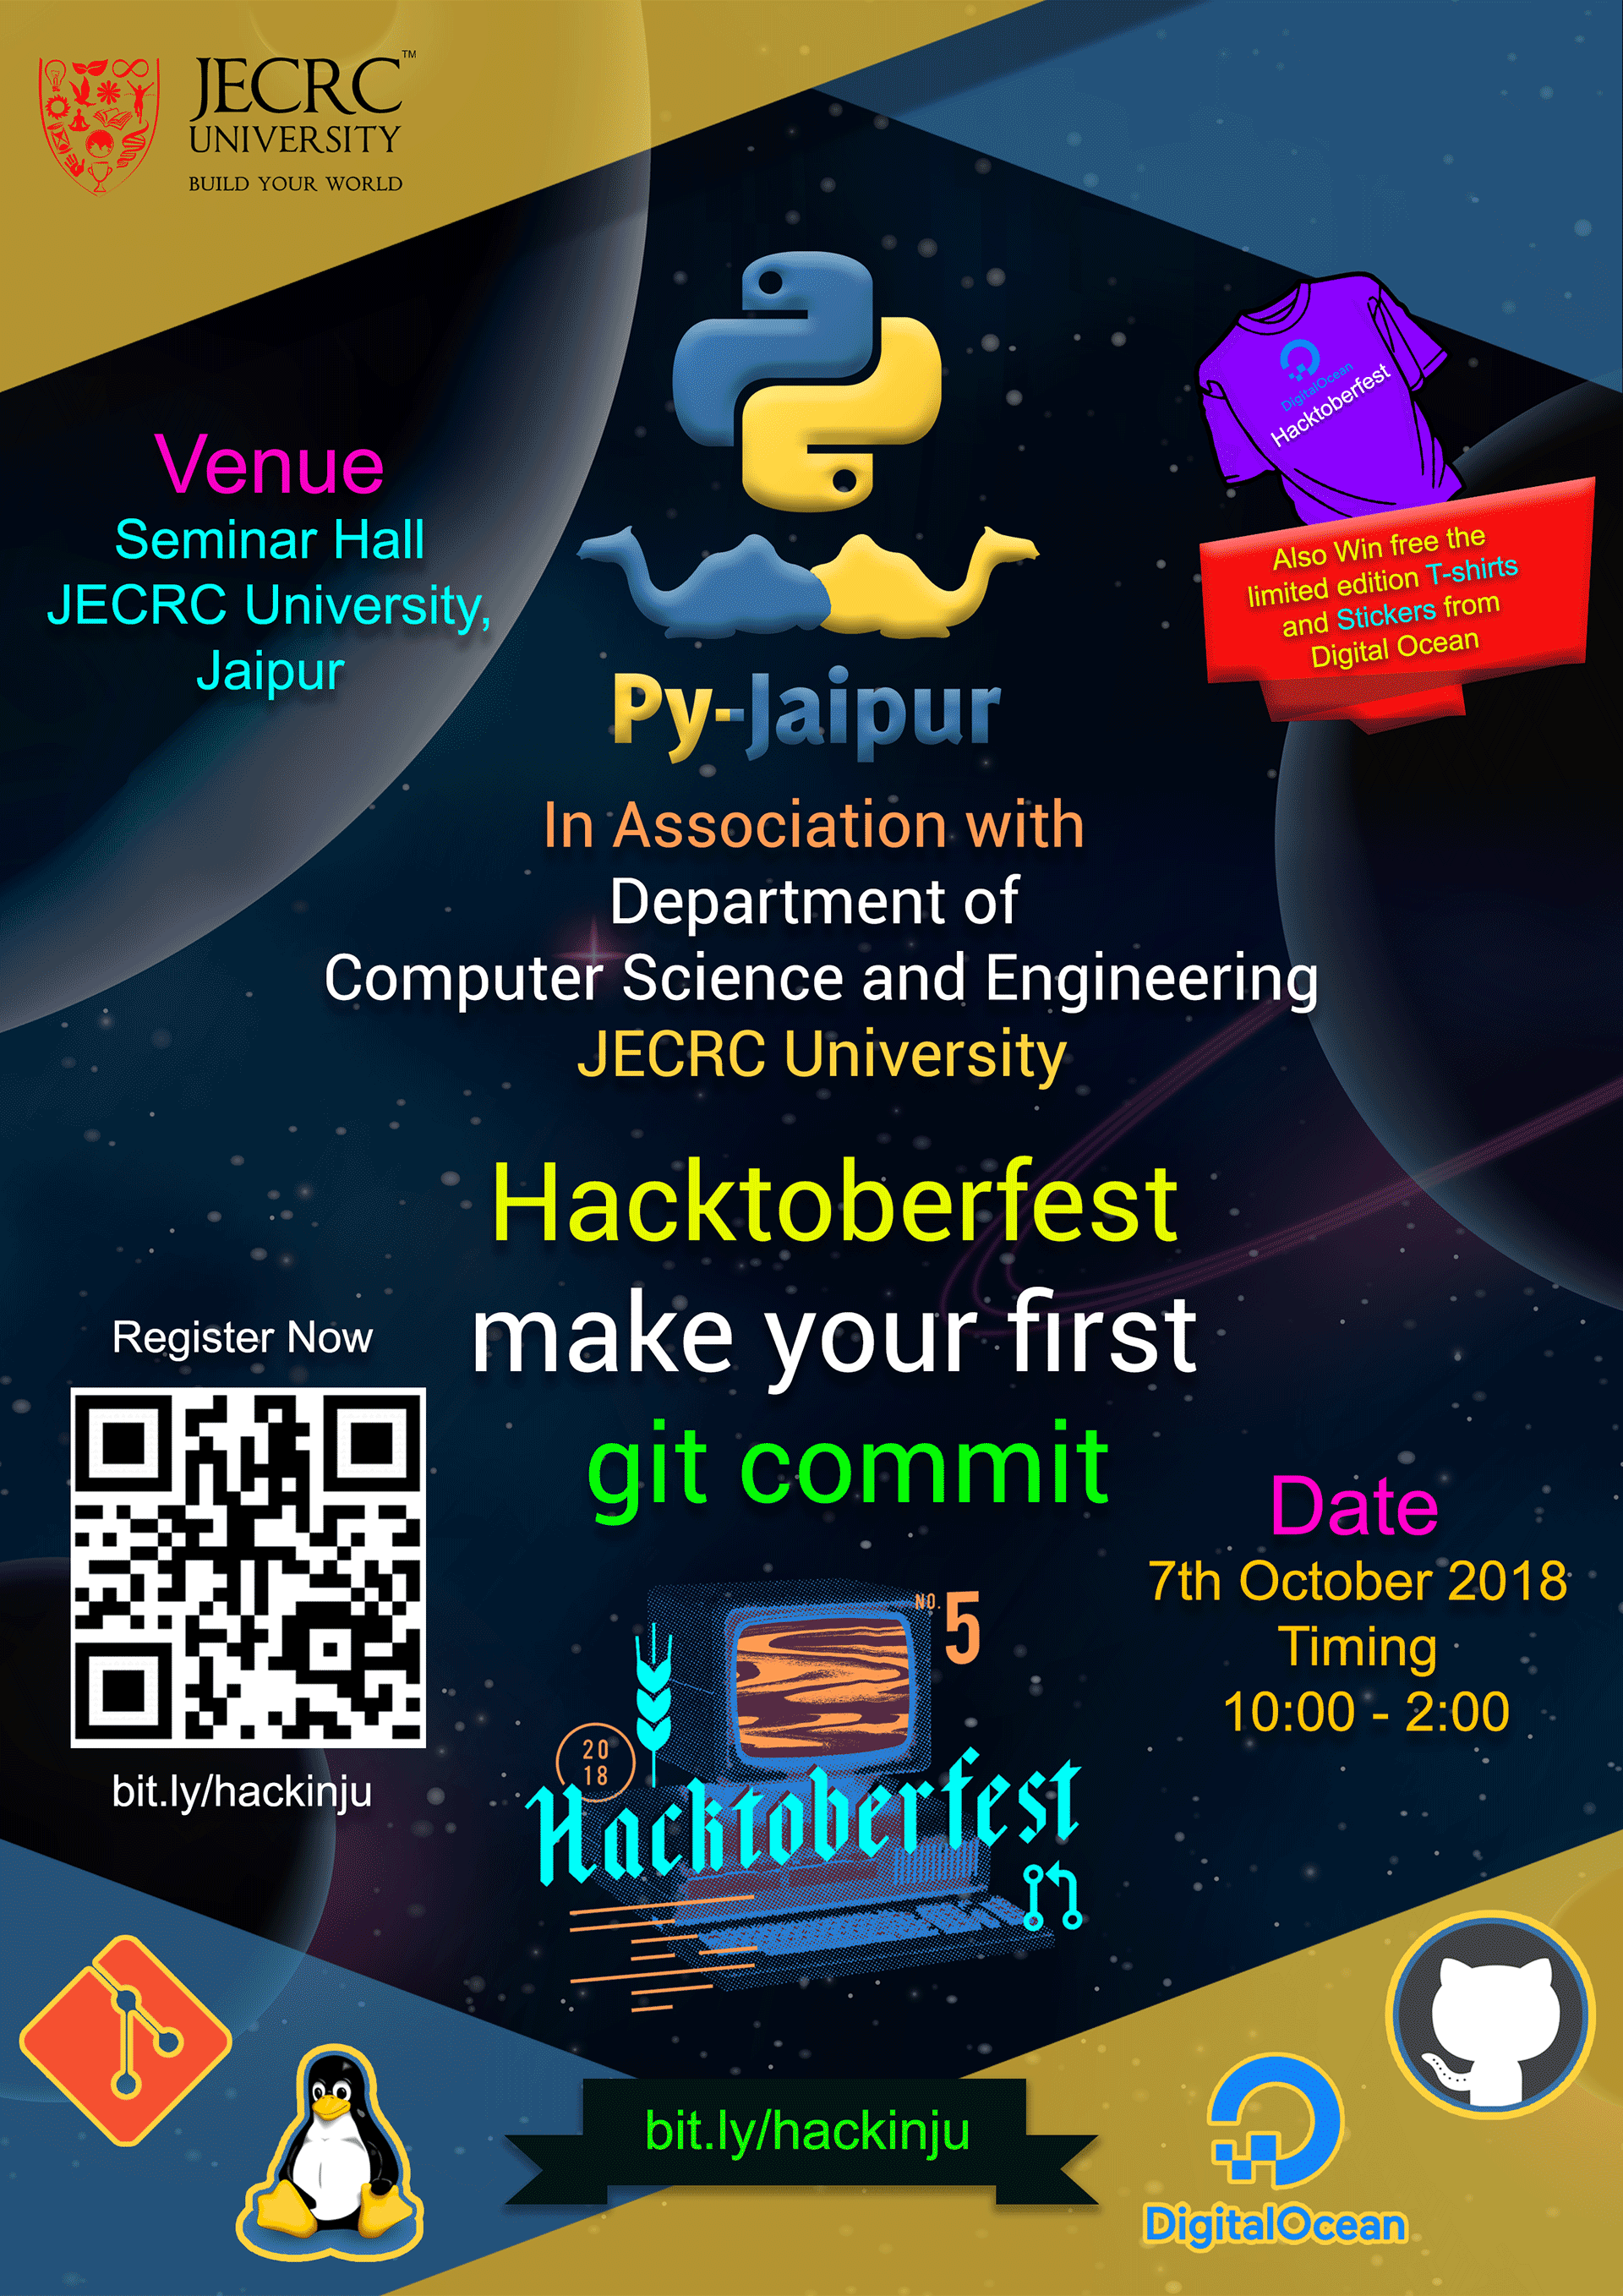 JECRC™
UNIVERSITY
BUILD YOUR WORLD
DigitalOcean
Hacktoberfest
Also Win free the
limited edition T-shirts
and Stickers from
Digital Ocean
Venue
Seminar Hall
JECRC University,
Jaipur
Py-Jaipur
In Association with
Department of
Computer Science and Engineering
JECRC University
Hacktoberfest
make your first
git commit
Register Now
bit.ly/hackinju
Date
7th October 2018
Timing
10:00 - 2:00
NO. 5
20
18
Hacktoberfest
bit.ly/hackinju
DigitalOcean